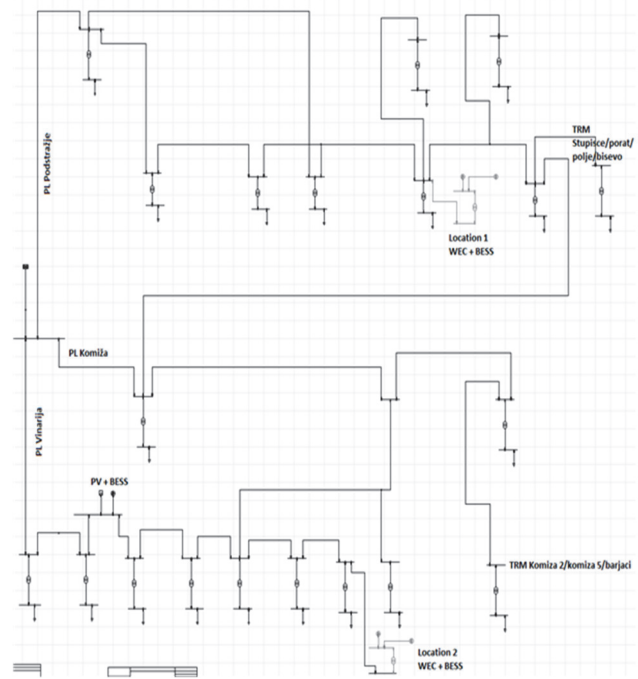 PL Podstražje
TRM
Stupisce/porat/
polje/bisevo
Location 1
WEC + BESS
PL Komiža
PL Vinarija
PV + BESS
TRM Komiza 2/komiza 5/barjaci
Location 2
WEC + BESS